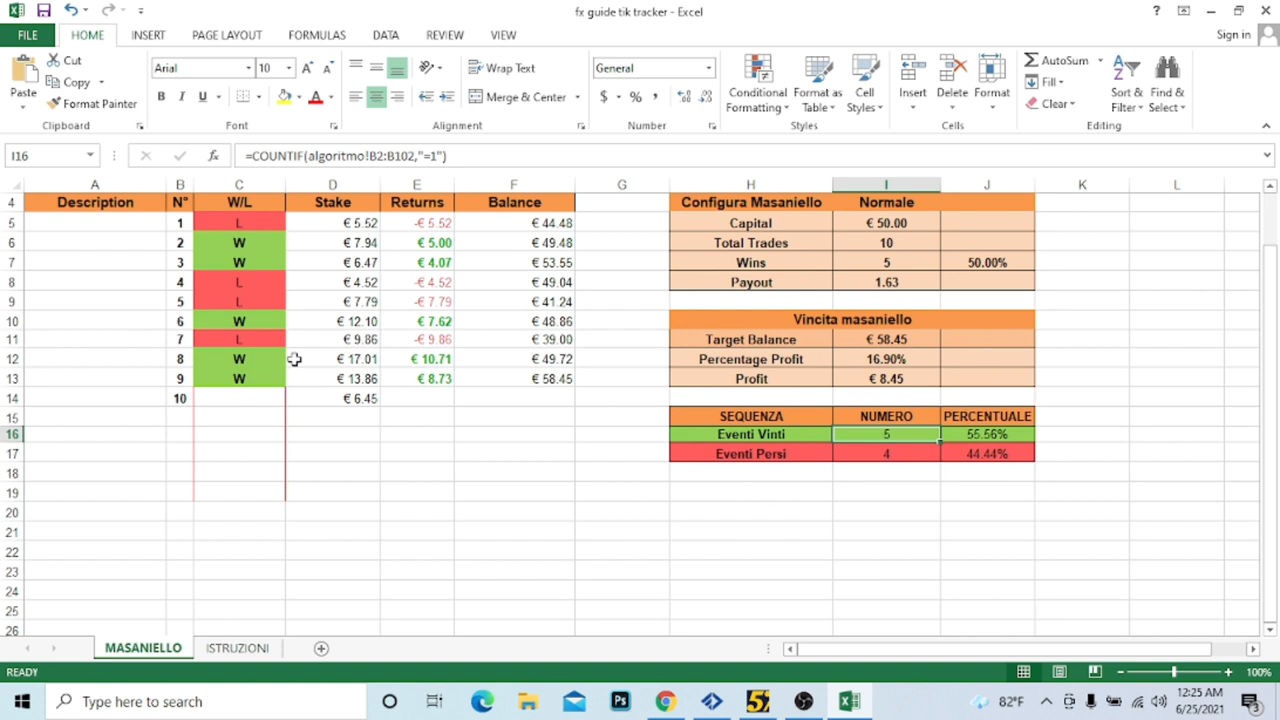 fx guide tik tracker - Excel
?
FILE HOME INSERT PAGE LAYOUT FORMULAS DATA REVIEW VIEW Sign in
Cut
Copy
Format Painter
Paste
Clipboard
Arial 10
B I U
Font
Wrap Text
Merge & Center
Alignment
General
$ % ,
Number
Conditional Formatting
Format as Table
Cell Styles
Styles
Insert Delete Format
Cells
AutoSum
Fill
Clear
Sort & Filter
Find & Select
Editing
I16 =COUNTIF(algoritmo!B2:B102,"=1")
A B C D E F G H I J K L
4 Description N° W/L Stake Returns Balance Configura Masaniello Normale
5 1 L € 5.52 -€ 5.52 € 44.48 Capital € 50.00
6 2 W € 7.94 € 5.00 € 49.48 Total Trades 10
7 3 W € 6.47 € 4.07 € 53.55 Wins 5 50.00%
8 4 L € 4.52 -€ 4.52 € 49.04 Payout 1.63
9 5 L € 7.79 -€ 7.79 € 41.24
10 6 W € 12.10 € 7.62 € 48.86 Vincita masaniello
11 7 L € 9.86 -€ 9.86 € 39.00 Target Balance € 58.45
12 8 W € 17.01 € 10.71 € 49.72 Percentage Profit 16.90%
13 9 W € 13.86 € 8.73 € 58.45 Profit € 8.45
14 10 € 6.45
15 SEQUENZA NUMERO PERCENTUALE
16 Eventi Vinti 5 55.56%
17 Eventi Persi 4 44.44%
18
19
20
21
22
23
24
25
26
MASANIELLO ISTRUZIONI
READY 100%
Type here to search
82°F
12:25 AM
6/25/2021